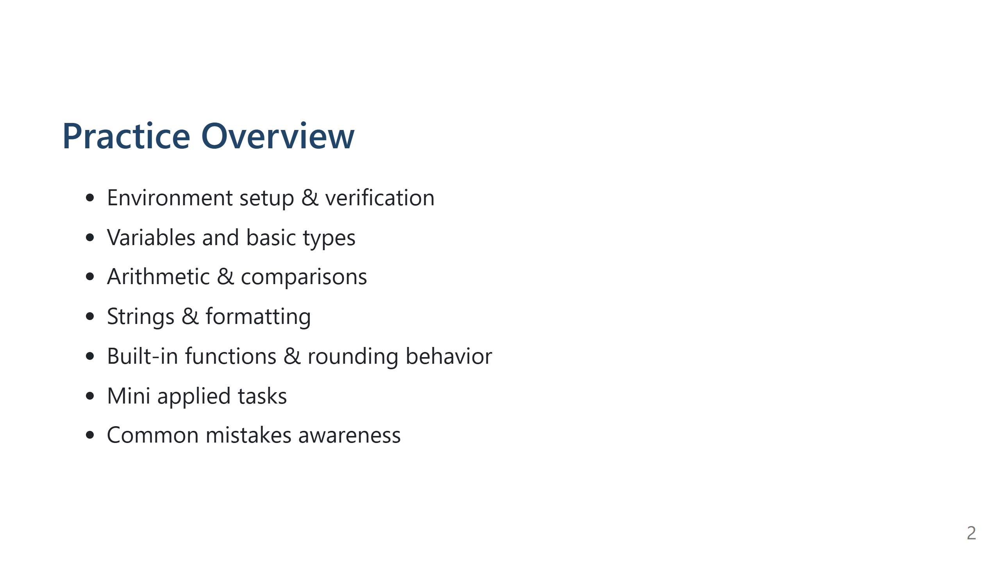 Practice Overview
• Environment setup & verification
• Variables and basic types
• Arithmetic & comparisons
• Strings & formatting
• Built-in functions & rounding behavior
• Mini applied tasks
• Common mistakes awareness
2